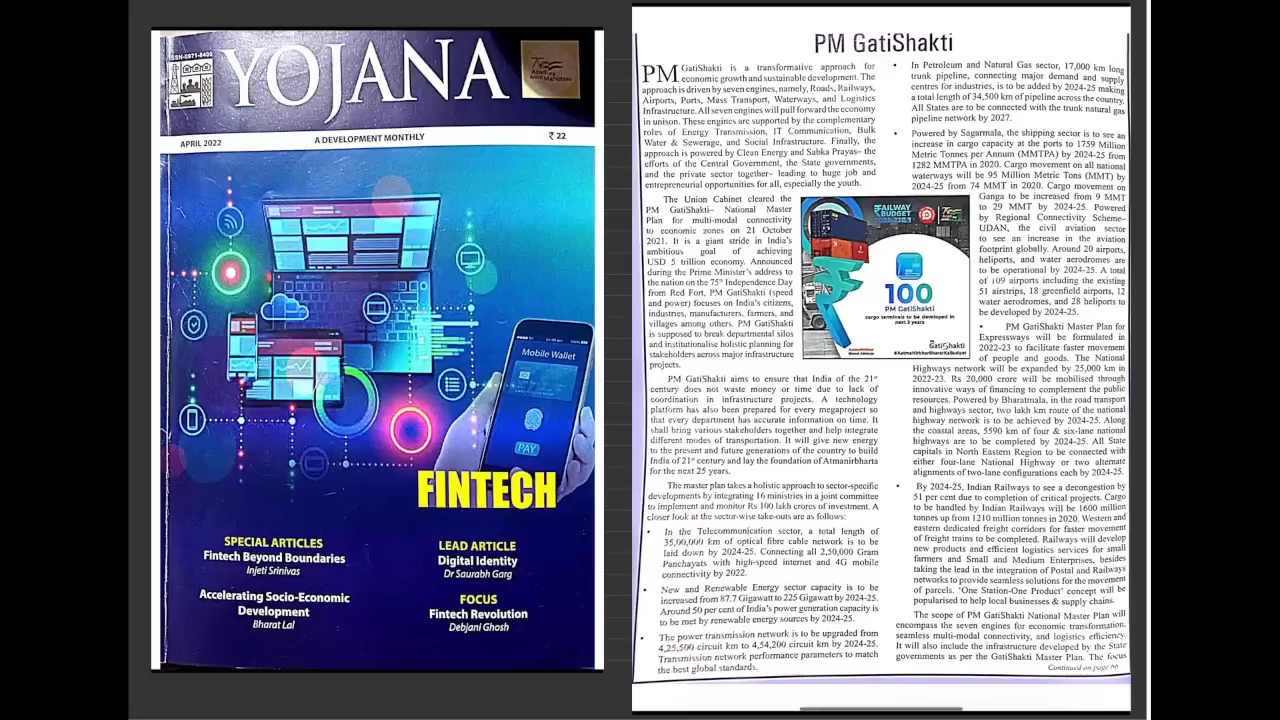 ISSN-0971-8400
YOJANA
Azadi Ka
Amrit Mahotsav
APRIL 2022
A DEVELOPMENT MONTHLY
₹ 22
Mobile Wallet
PAY
FINTECH
SPECIAL ARTICLES
Fintech Beyond Boundaries
Injeti Srinivas
Accelerating Socio-Economic
Development
Bharat Lal
LEAD ARTICLE
Digital Identity
Dr Saurabh Garg
FOCUS
Fintech Revolution
Debjani Ghosh
PM GatiShakti
PM GatiShakti is a transformative approach for
economic growth and sustainable development. The
approach is driven by seven engines, namely, Roads, Railways,
Airports, Ports, Mass Transport, Waterways, and Logistics
Infrastructure. All seven engines will pull forward the economy
in unison. These engines are supported by the complementary
roles of Energy Transmission, IT Communication, Bulk
Water & Sewerage, and Social Infrastructure. Finally, the
approach is powered by Clean Energy and Sabka Prayas– the
efforts of the Central Government, the State governments,
and the private sector together– leading to huge job and
entrepreneurial opportunities for all, especially the youth.
The Union Cabinet cleared the
PM GatiShakti– National Master
Plan for multi-modal connectivity
to economic zones on 21 October
2021. It is a giant stride in India's
ambitious goal of achieving
USD 5 trillion economy. Announced
during the Prime Minister's address to
the nation on the 75th Independence Day
from Red Fort, PM GatiShakti (speed
and power) focuses on India's citizens,
industries, manufacturers, farmers, and
villages among others. PM GatiShakti
is supposed to break departmental silos
and institutionalise holistic planning for
stakeholders across major infrastructure
projects.
PM GatiShakti aims to ensure that India of the 21st
century does not waste money or time due to lack of
coordination in infrastructure projects. A technology
platform has also been prepared for every megaproject so
that every department has accurate information on time. It
shall bring various stakeholders together and help integrate
different modes of transportation. It will give new energy
to the present and future generations of the country to build
India of 21st century and lay the foundation of Atmanirbharta
for the next 25 years.
The master plan takes a holistic approach to sector-specific
developments by integrating 16 ministries in a joint committee
to implement and monitor Rs 100 lakh crores of investment. A
closer look at the sector-wise take-outs are as follows:
• In the Telecommunication sector, a total length of
35,00,000 km of optical fibre cable network is to be
laid down by 2024-25. Connecting all 2,50,000 Gram
Panchayats with high-speed internet and 4G mobile
connectivity by 2022.
• New and Renewable Energy sector capacity is to be
increased from 87.7 Gigawatt to 225 Gigawatt by 2024-25.
Around 50 per cent of India's power generation capacity is
to be met by renewable energy sources by 2024-25.
• The power transmission network is to be upgraded from
4,25,500 circuit km to 4,54,200 circuit km by 2024-25.
Transmission network performance parameters to match
the best global standards.
RAILWAY
BUDGET
100
PM GatiShakti
cargo terminals to be developed in
next 3 years
GatiShakti
#AatmaNirbharBharatKaBudget
• In Petroleum and Natural Gas sector, 17,000 km long
trunk pipeline, connecting major demand and supply
centres for industries, is to be added by 2024-25 making
a total length of 34,500 km of pipeline across the country.
All States are to be connected with the trunk natural gas
pipeline network by 2027.
• Powered by Sagarmala, the shipping sector is to see an
increase in cargo capacity at the ports to 1759 Million
Metric Tonnes per Annum (MMTPA) by 2024-25 from
1282 MMTPA in 2020. Cargo movement on all national
waterways will be 95 Million Metric Tons (MMT) by
2024-25 from 74 MMT in 2020. Cargo movement on
Ganga to be increased from 9 MMT
to 29 MMT by 2024-25. Powered
by Regional Connectivity Scheme–
UDAN, the civil aviation sector
to see an increase in the aviation
footprint globally. Around 20 airports,
heliports, and water aerodromes are
to be operational by 2024-25. A total
of 109 airports including the existing
51 airstrips, 18 greenfield airports, 12
water aerodromes, and 28 heliports to
be developed by 2024-25.
• PM GatiShakti Master Plan for
Expressways will be formulated in
2022-23 to facilitate faster movement
of people and goods. The National
Highways network will be expanded by 25,000 km in
2022-23. Rs 20,000 crore will be mobilised through
innovative ways of financing to complement the public
resources. Powered by Bharatmala, in the road transport
and highways sector, two lakh km route of the national
highway network is to be achieved by 2024-25. Along
the coastal areas, 5590 km of four & six-lane national
highways are to be completed by 2024-25. All State
capitals in North Eastern Region to be connected with
either four-lane National Highway or two alternate
alignments of two-lane configurations each by 2024-25.
• By 2024-25, Indian Railways to see a decongestion by
51 per cent due to completion of critical projects. Cargo
to be handled by Indian Railways will be 1600 million
tonnes up from 1210 million tonnes in 2020. Western and
eastern dedicated freight corridors for faster movement
of freight trains to be completed. Railways will develop
new products and efficient logistics services for small
farmers and Small and Medium Enterprises, besides
taking the lead in the integration of Postal and Railways
networks to provide seamless solutions for the movement
of parcels. 'One Station-One Product' concept will be
popularised to help local businesses & supply chains.
The scope of PM GatiShakti National Master Plan will
encompass the seven engines for economic transformation,
seamless multi-modal connectivity, and logistics efficiency.
It will also include the infrastructure developed by the State
governments as per the GatiShakti Master Plan. The focus
Continued on page 66